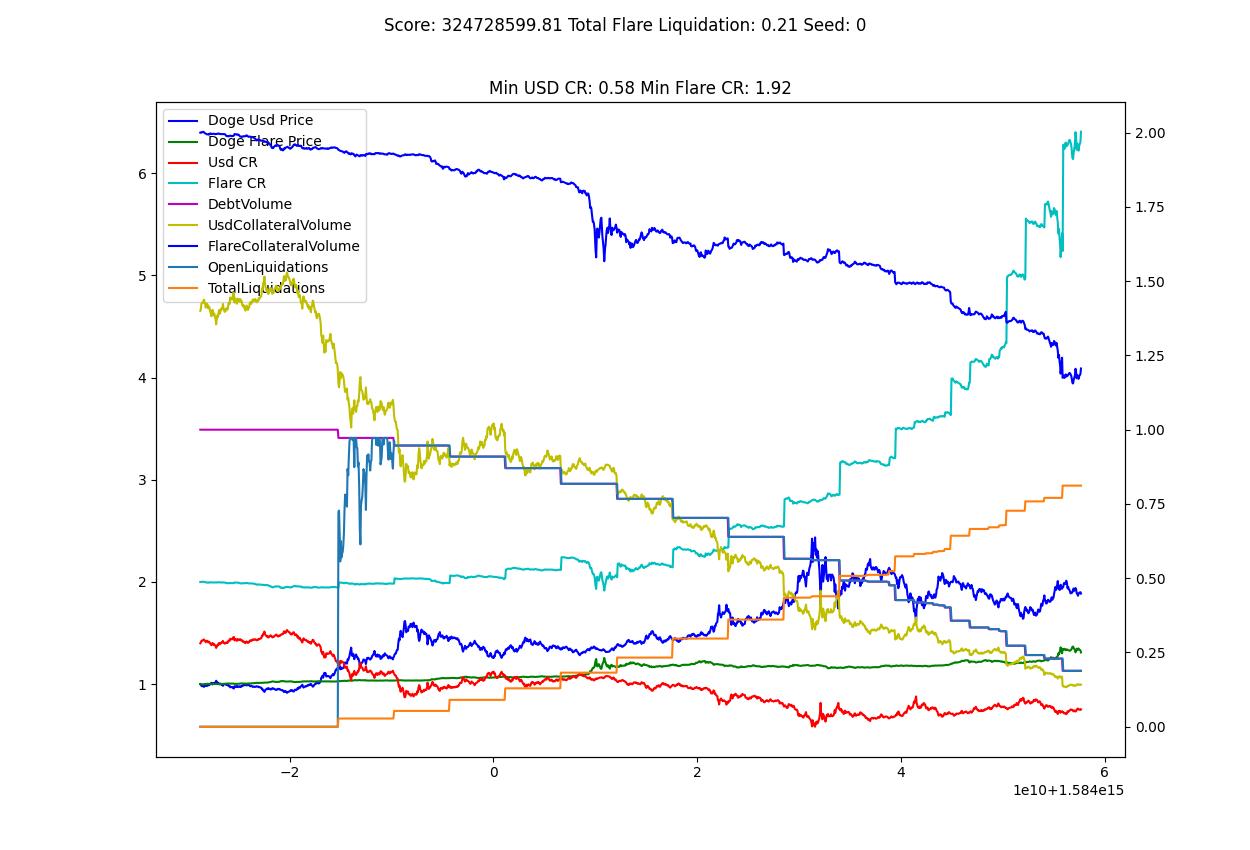 Score: 324728599.81 Total Flare Liquidation: 0.21 Seed: 0
Min USD CR: 0.58 Min Flare CR: 1.92
Doge Usd Price
Doge Flare Price
Usd CR
Flare CR
DebtVolume
UsdCollateralVolume
FlareCollateralVolume
OpenLiquidations
TotalLiquidations
6
5
4
3
2
1
2.00
1.75
1.50
1.25
1.00
0.75
0.50
0.25
0.00
−2
0
2
4
6
1e10+1.584e15